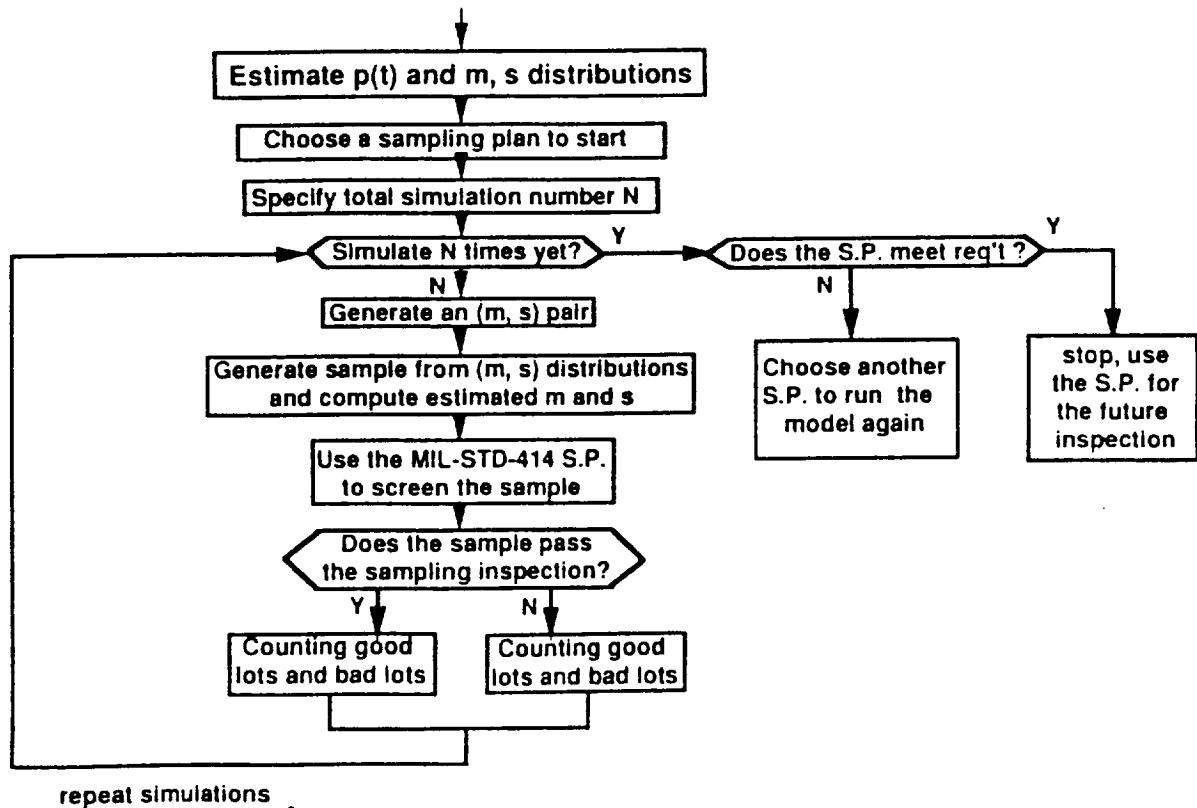 Estimate p(t) and m, s distributions
Choose a sampling plan to start
Specify total simulation number N
Simulate N times yet?
Y
Does the S.P. meet req't ?
Y
N
N
Generate an (m, s) pair
Generate sample from (m, s) distributions
and compute estimated m and s
Choose another
S.P. to run the
model again
stop, use
the S.P. for
the future
inspection
Use the MIL-STD-414 S.P.
to screen the sample
Does the sample pass
the sampling inspection?
Y
N
Counting good
lots and bad lots
Counting good
lots and bad lots
repeat simulations